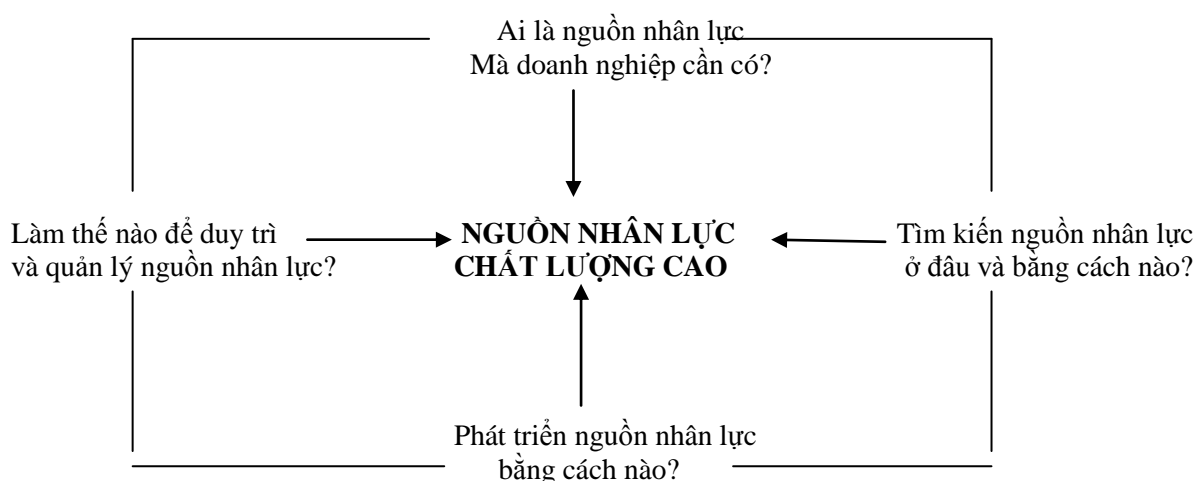 Ai là nguồn nhân lực
Mà doanh nghiệp cần có?
Làm thế nào để duy trì
và quản lý nguồn nhân lực?
NGUỒN NHÂN LỰC
CHẤT LƯỢNG CAO
Tìm kiến nguồn nhân lực
ở đâu và bằng cách nào?
Phát triển nguồn nhân lực
bằng cách nào?